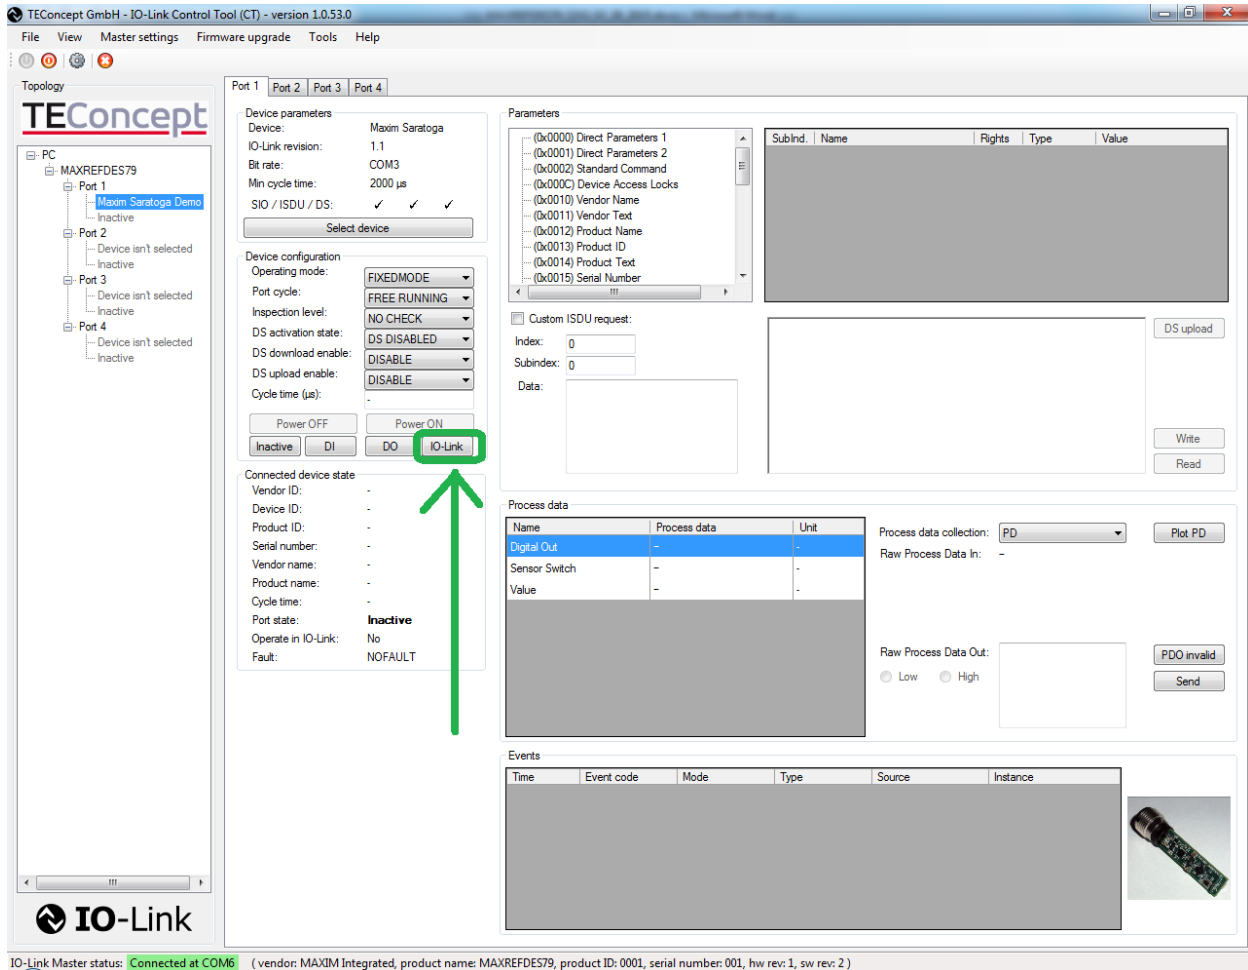 TEConcept GmbH - IO-Link Control Tool (CT) - version 1.0.53.0
File View Master settings Firmware upgrade Tools Help
Topology
TEConcept
PC
MAXREFDES79
Port 1
Maxim Saratoga Demo
Inactive
Port 2
Device isn't selected
Inactive
Port 3
Device isn't selected
Inactive
Port 4
Device isn't selected
Inactive
IO-Link
Port 1 Port 2 Port 3 Port 4
Device parameters
Device: Maxim Saratoga
IO-Link revision: 1.1
Bit rate: COM3
Min cycle time: 2000 µs
SIO / ISDU / DS: ✓ ✓ ✓
Select device
Device configuration
Operating mode: FIXEDMODE
Port cycle: FREE RUNNING
Inspection level: NO CHECK
DS activation state: DS DISABLED
DS download enable: DISABLE
DS upload enable: DISABLE
Cycle time (µs): -
Power OFF Power ON
Inactive DI DO IO-Link
Connected device state
Vendor ID: -
Device ID: -
Product ID: -
Serial number: -
Vendor name: -
Product name: -
Cycle time: -
Port state: Inactive
Operate in IO-Link: No
Fault: NOFAULT
Parameters
(0x0000) Direct Parameters 1
(0x0001) Direct Parameters 2
(0x0002) Standard Command
(0x000C) Device Access Locks
(0x0010) Vendor Name
(0x0011) Vendor Text
(0x0012) Product Name
(0x0013) Product ID
(0x0014) Product Text
(0x0015) Serial Number
SubInd. Name Rights Type Value
Custom ISDU request:
Index: 0
Subindex: 0
Data:
DS upload
Write
Read
Process data
Name Process data Unit
Digital Out – -
Sensor Switch – -
Value – -
Process data collection: PD Plot PD
Raw Process Data In: –
Raw Process Data Out: PDO invalid
Low High Send
Events
Time Event code Mode Type Source Instance
IO-Link Master status: Connected at COM6 ( vendor: MAXIM Integrated, product name: MAXREFDES79, product ID: 0001, serial number: 001, hw rev: 1, sw rev: 2 )